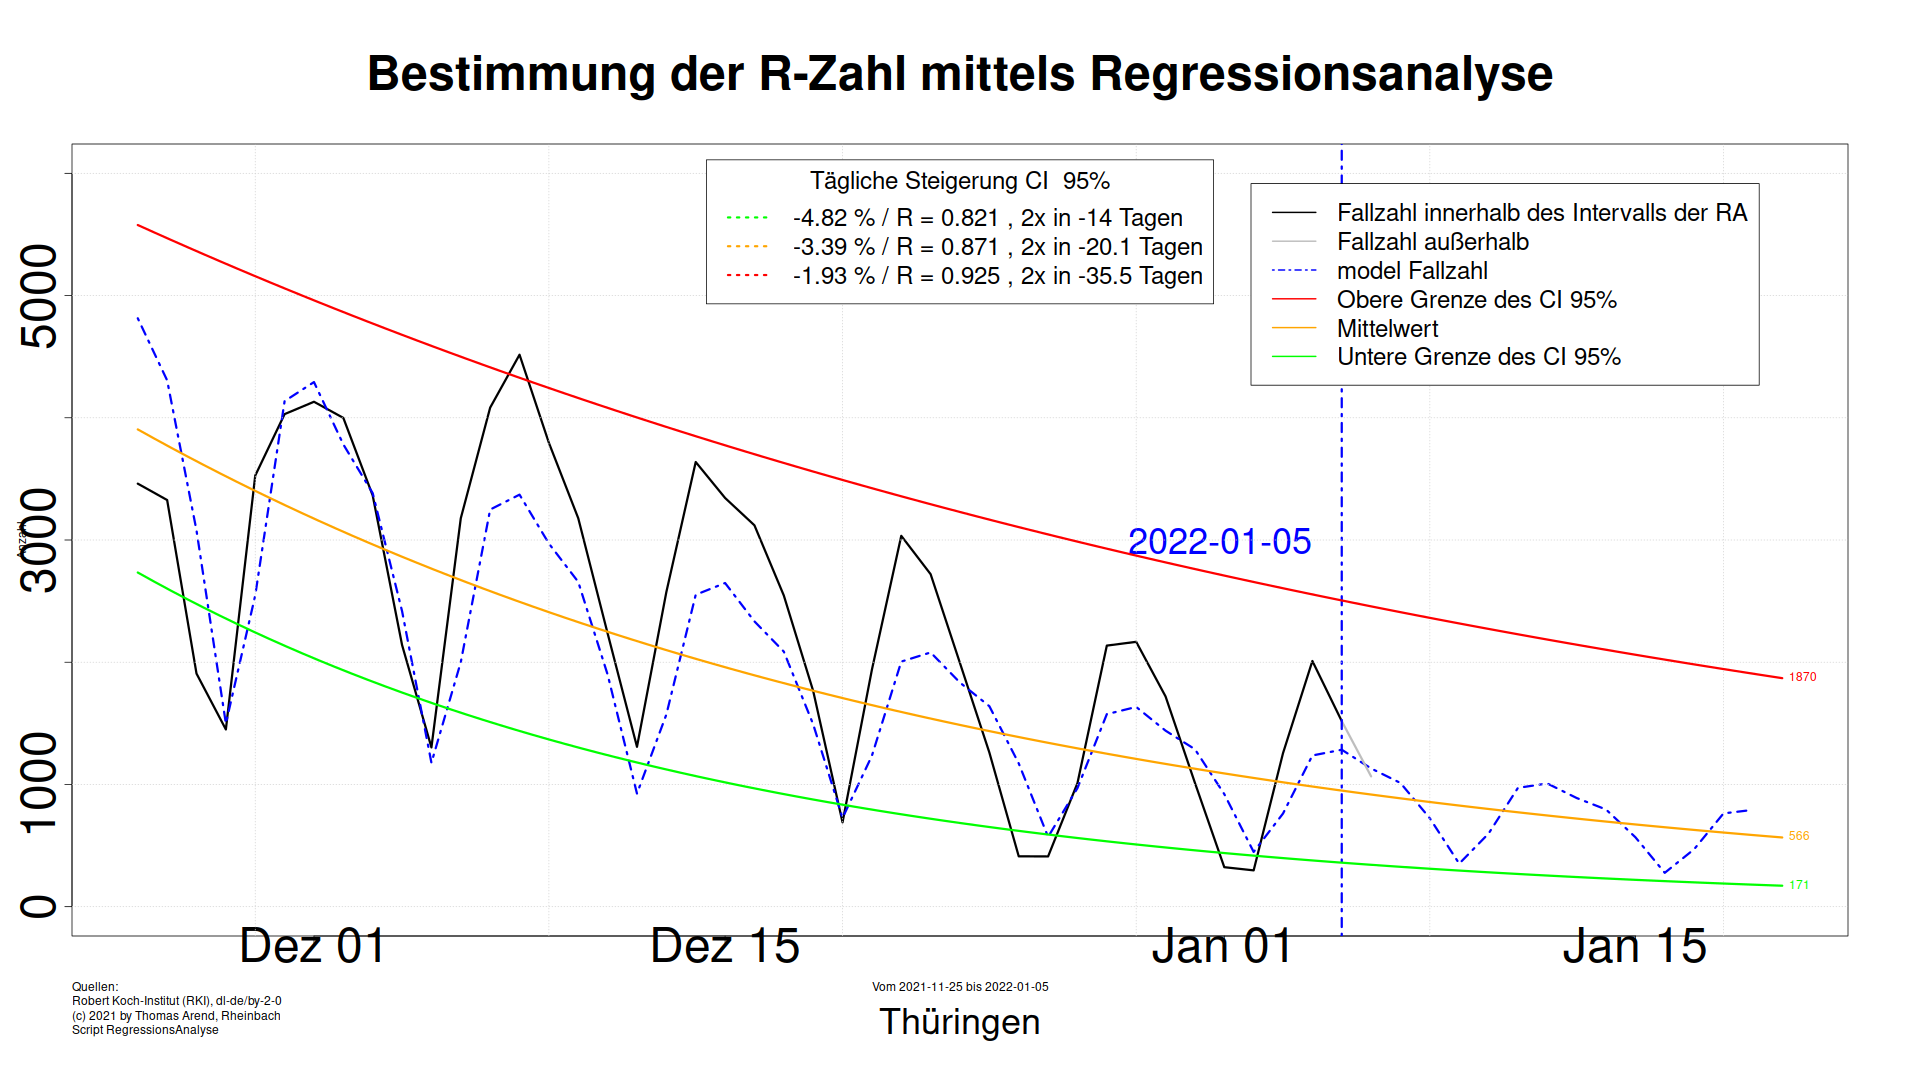 Bestimmung der R-Zahl mittels Regressionsanalyse
Tägliche Steigerung CI 95%
-4.82 % / R = 0.821 , 2x in -14 Tagen
-3.39 % / R = 0.871 , 2x in -20.1 Tagen
-1.93 % / R = 0.925 , 2x in -35.5 Tagen
Fallzahl innerhalb des Intervalls der RA
Fallzahl außerhalb
model Fallzahl
Obere Grenze des CI 95%
Mittelwert
Untere Grenze des CI 95%
5000
3000
1000
0
Anzahl
2022-01-05
1870
566
171
Dez 01
Dez 15
Jan 01
Jan 15
Quellen:
Robert Koch-Institut (RKI), dl-de/by-2-0
(c) 2021 by Thomas Arend, Rheinbach
Script RegressionsAnalyse
Vom 2021-11-25 bis 2022-01-05
Thüringen